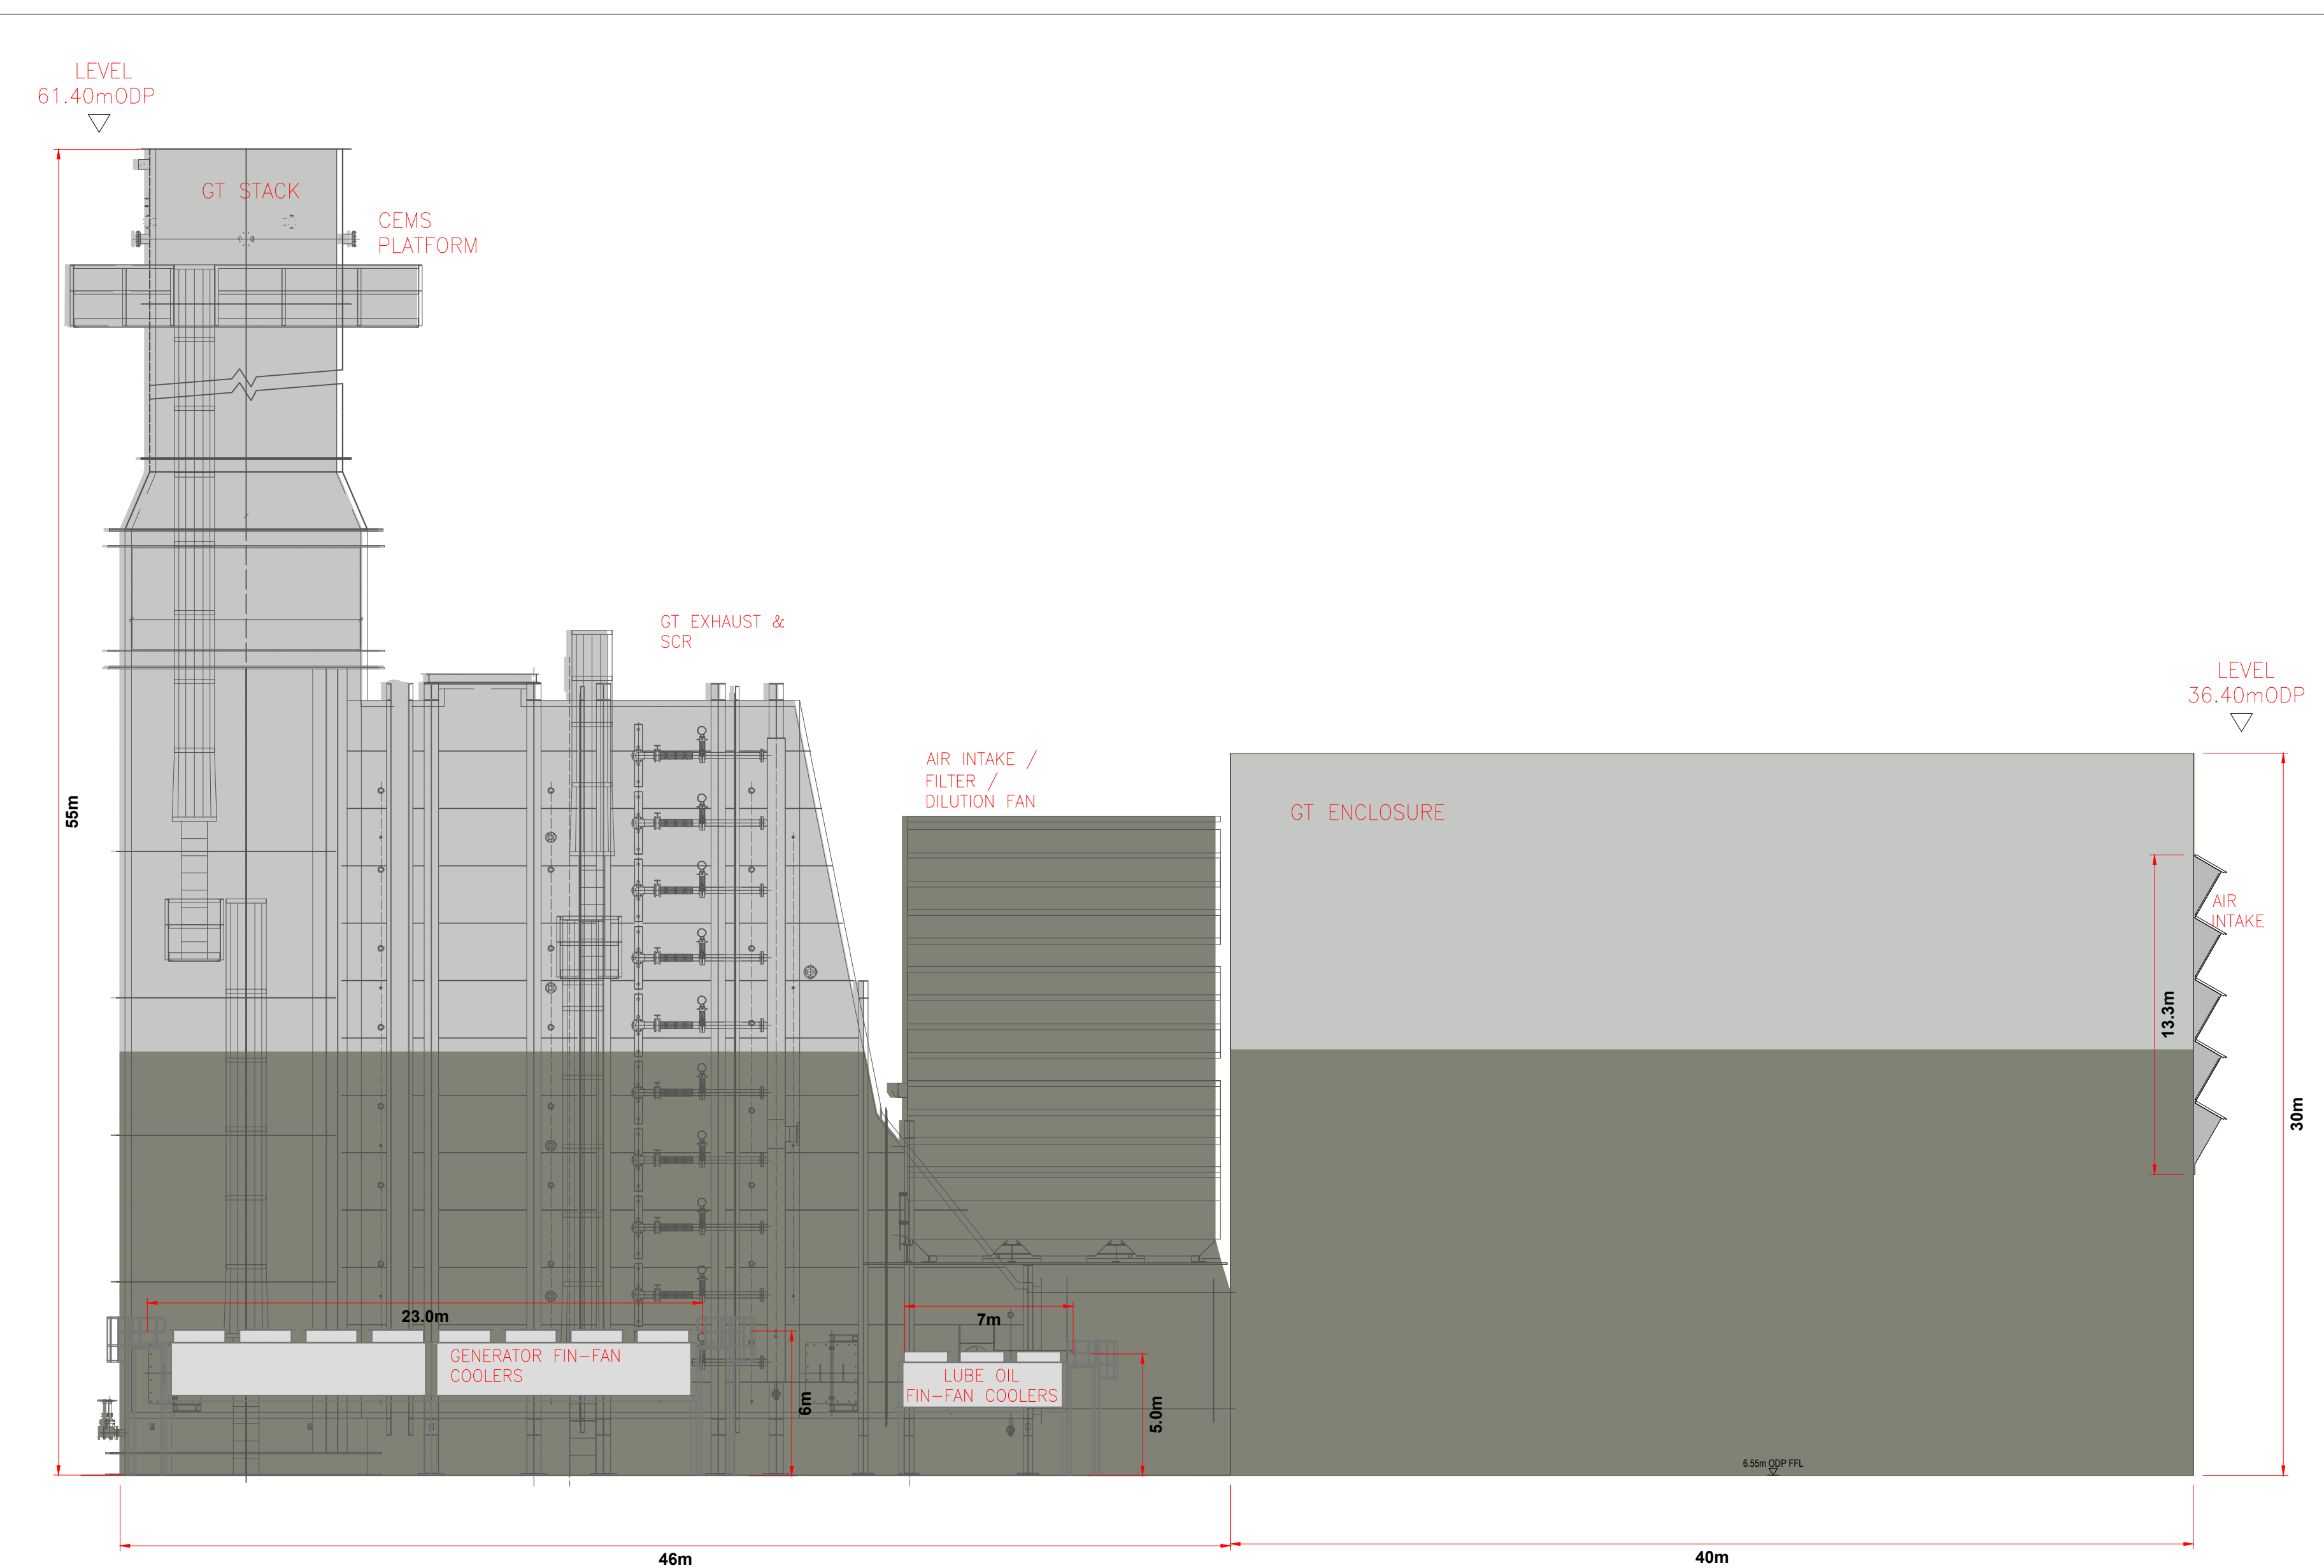 LEVEL
61.40mODP
GT STACK
CEMS
PLATFORM
GT EXHAUST &
SCR
LEVEL
36.40mODP
AIR INTAKE /
FILTER /
DILUTION FAN
GT ENCLOSURE
55m
AIR
INTAKE
13.3m
30m
23.0m
7m
GENERATOR FIN-FAN
COOLERS
LUBE OIL
FIN-FAN COOLERS
6m
5.0m
6.55m ODP FFL
46m
40m